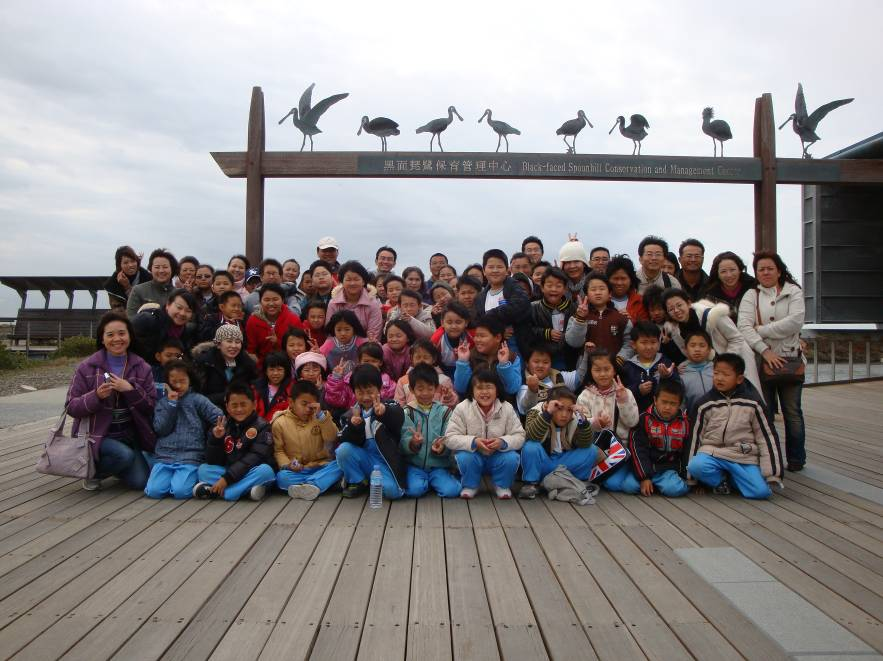 黑面琵鷺保育管理中心 Black-faced Spoonbill Conservation and Management Center